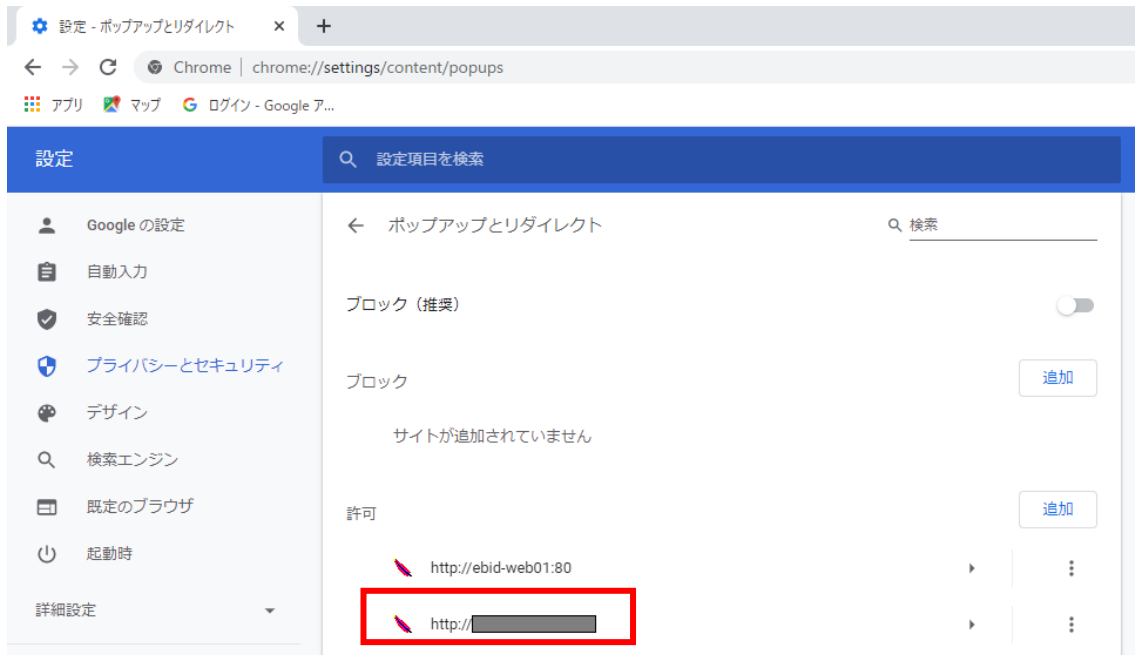 設定 - ポップアップとリダイレクト
Chrome | chrome://settings/content/popups
アプリ マップ ログイン - Google ア...
設定
設定項目を検索
Google の設定
自動入力
安全確認
プライバシーとセキュリティ
デザイン
検索エンジン
既定のブラウザ
起動時
詳細設定
ポップアップとリダイレクト
検索
ブロック（推奨）
ブロック
追加
サイトが追加されていません
許可
追加
http://ebid-web01:80
http://